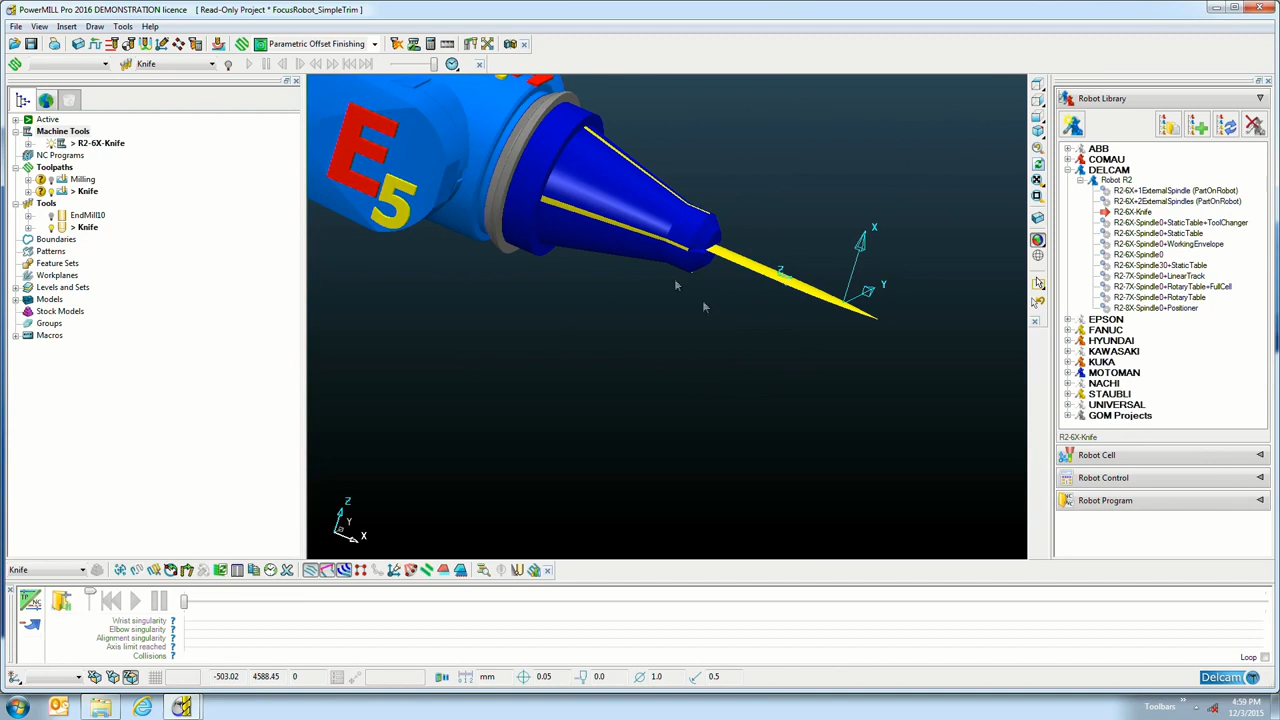 PowerMILL Pro 2016 DEMONSTRATION licence [ Read-Only Project * FocusRobot_SimpleTrim ]
File View Insert Draw Tools Help
Parametric Offset Finishing
Knife
Active
Machine Tools
> R2-6X-Knife
NC Programs
Toolpaths
Milling
> Knife
Tools
EndMill10
> Knife
Boundaries
Patterns
Feature Sets
Workplanes
Levels and Sets
Models
Stock Models
Groups
Macros
E
5
X
Y
Z
Z
Y
X
Robot Library
ABB
COMAU
DELCAM
Robot R2
R2-6X+1ExternalSpindle (PartOnRobot)
R2-6X+2ExternalSpindles (PartOnRobot)
R2-6X-Knife
R2-6X-Spindle0+StaticTable+ToolChanger
R2-6X-Spindle0+StaticTable
R2-6X-Spindle0+WorkingEnvelope
R2-6X-Spindle0
R2-6X-Spindle30+StaticTable
R2-7X-Spindle0+LinearTrack
R2-7X-Spindle0+RotaryTable+FullCell
R2-7X-Spindle0+RotaryTable
R2-8X-Spindle0+Positioner
EPSON
FANUC
HYUNDAI
KAWASAKI
KUKA
MOTOMAN
NACHI
STAUBLI
UNIVERSAL
GOM Projects
R2-6X-Knife
Robot Cell
Robot Control
Robot Program
Knife
Wrist singularity ?
Elbow singularity ?
Alignment singularity ?
Axis limit reached ?
Collisions ?
Loop
-503.02 4588.45 0 mm 0.0 0.0 1.0 0.5
Delcam
Toolbars
4:59 PM
12/3/2015